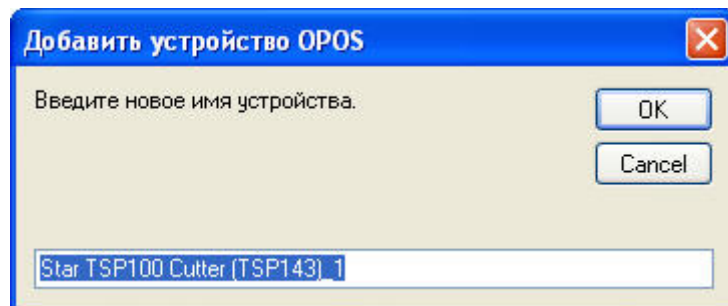 Добавить устройство OPOS
Введите новое имя устройства.
OK
Cancel
Star TSP100 Cutter (TSP143)_1